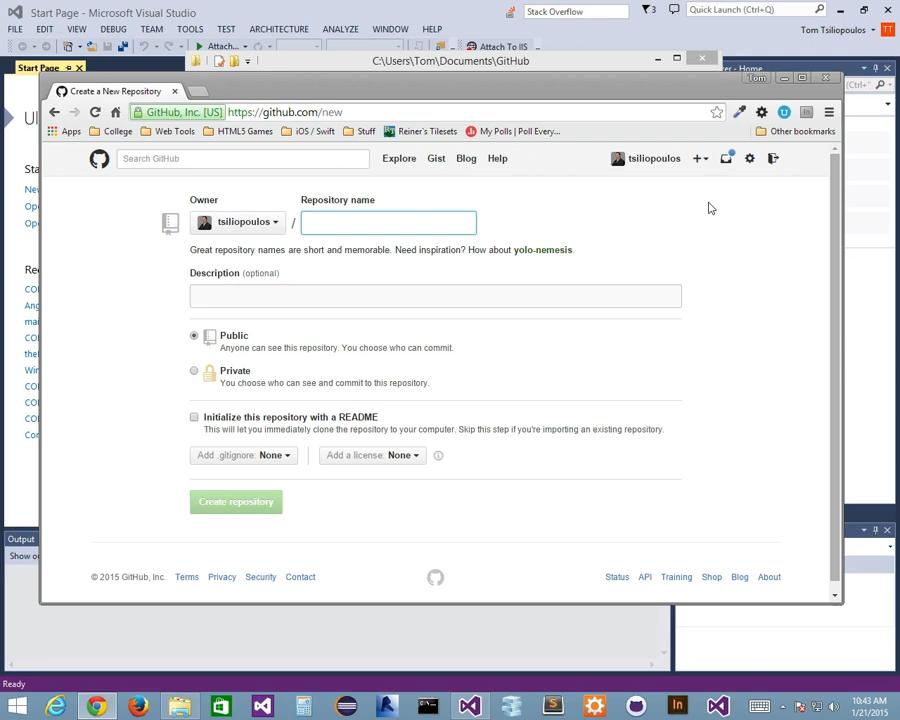 Start Page - Microsoft Visual Studio
Stack Overflow
3
Quick Launch (Ctrl+Q)
FILE EDIT VIEW DEBUG TEAM TOOLS TEST ARCHITECTURE ANALYZE WINDOW HELP
Tom Tsiliopoulos TT
Attach...
Attach To IIS
Start Page
C:\Users\Tom\Documents\GitHub
- Home
Create a New Repository
Tom
(Ctrl+
GitHub, Inc. [US] https://github.com/new
Apps College Web Tools HTML5 Games iOS / Swift Stuff Reiner's Tilesets My Polls | Poll Every... Other bookmarks
Search GitHub
Explore Gist Blog Help
tsiliopoulos
Owner
Repository name
tsiliopoulos /
Great repository names are short and memorable. Need inspiration? How about yolo-nemesis.
Description (optional)
Public
Anyone can see this repository. You choose who can commit.
Private
You choose who can see and commit to this repository.
Initialize this repository with a README
This will let you immediately clone the repository to your computer. Skip this step if you're importing an existing repository.
Add .gitignore: None
Add a license: None
Create repository
© 2015 GitHub, Inc. Terms Privacy Security Contact
Status API Training Shop Blog About
Output
Show ou
Ready
10:43 AM
1/21/2015